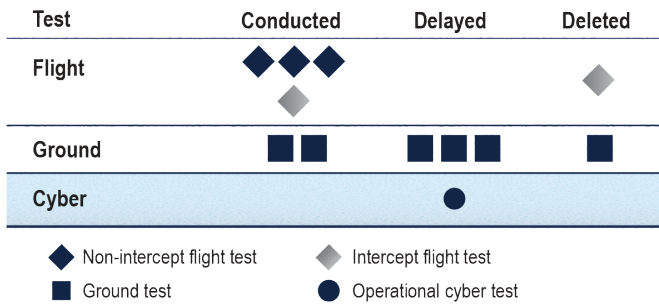 Test Conducted Delayed Deleted
Flight
Ground
Cyber
Non-intercept flight test Intercept flight test
Ground test Operational cyber test